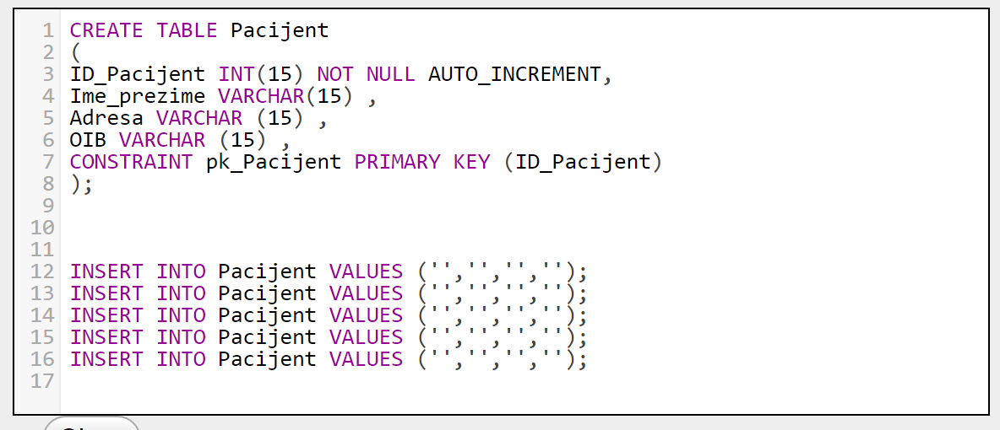 1 CREATE TABLE Pacijent
2 (
3 ID_Pacijent INT(15) NOT NULL AUTO_INCREMENT,
4 Ime_prezime VARCHAR(15) ,
5 Adresa VARCHAR (15) ,
6 OIB VARCHAR (15) ,
7 CONSTRAINT pk_Pacijent PRIMARY KEY (ID_Pacijent)
8 );
9
10
11
12 INSERT INTO Pacijent VALUES ('','','','');
13 INSERT INTO Pacijent VALUES ('','','','');
14 INSERT INTO Pacijent VALUES ('','','','');
15 INSERT INTO Pacijent VALUES ('','','','');
16 INSERT INTO Pacijent VALUES ('','','','');
17